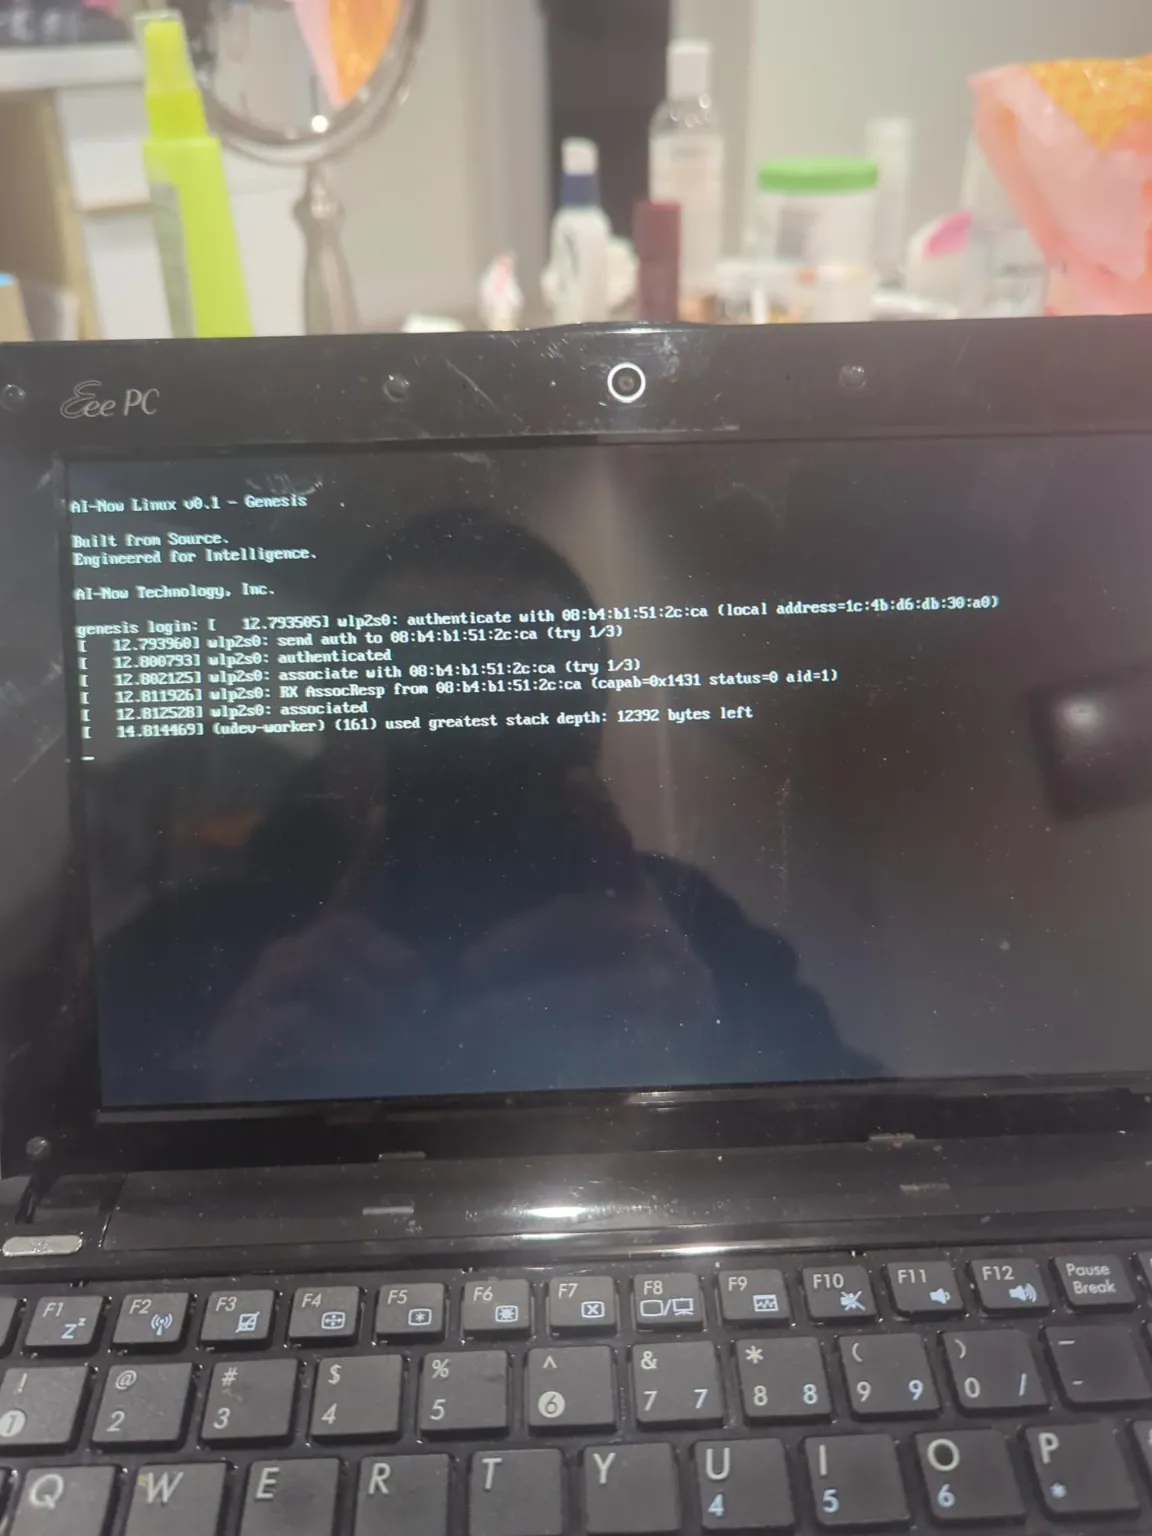 Eee PC
AI-Now Linux v0.1 - Genesis
Built from Source.
Engineered for Intelligence.
AI-Now Technology, Inc.
genesis login: [   12.793505] wlp2s0: authenticate with 08:b4:b1:51:2c:ca (local address=1c:4b:d6:db:30:a0)
[   12.793960] wlp2s0: send auth to 08:b4:b1:51:2c:ca (try 1/3)
[   12.800793] wlp2s0: authenticated
[   12.802125] wlp2s0: associate with 08:b4:b1:51:2c:ca (try 1/3)
[   12.811926] wlp2s0: RX AssocResp from 08:b4:b1:51:2c:ca (capab=0x1431 status=0 aid=1)
[   12.812528] wlp2s0: associated
[   14.814469] (udev-worker) (161) used greatest stack depth: 12392 bytes left
_
F1 F2 F3 F4 F5 F6 F7 F8 F9 F10 F11 F12 Pause
Break
zZ
! @ # $ % ^ & * ( ) _
1 2 3 4 5 6 7 7 8 8 9 9 0 / -
Q W E R T Y U I O P
4 5 6 *